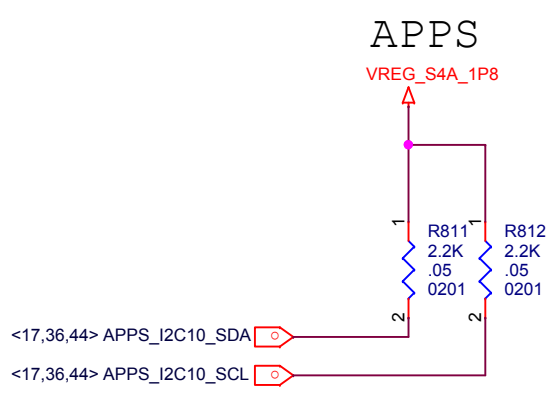 APPS
VREG_S4A_1P8
1
R811
2.2K
.05
0201
2
1
R812
2.2K
.05
0201
2
<17,36,44> APPS_I2C10_SDA
<17,36,44> APPS_I2C10_SCL